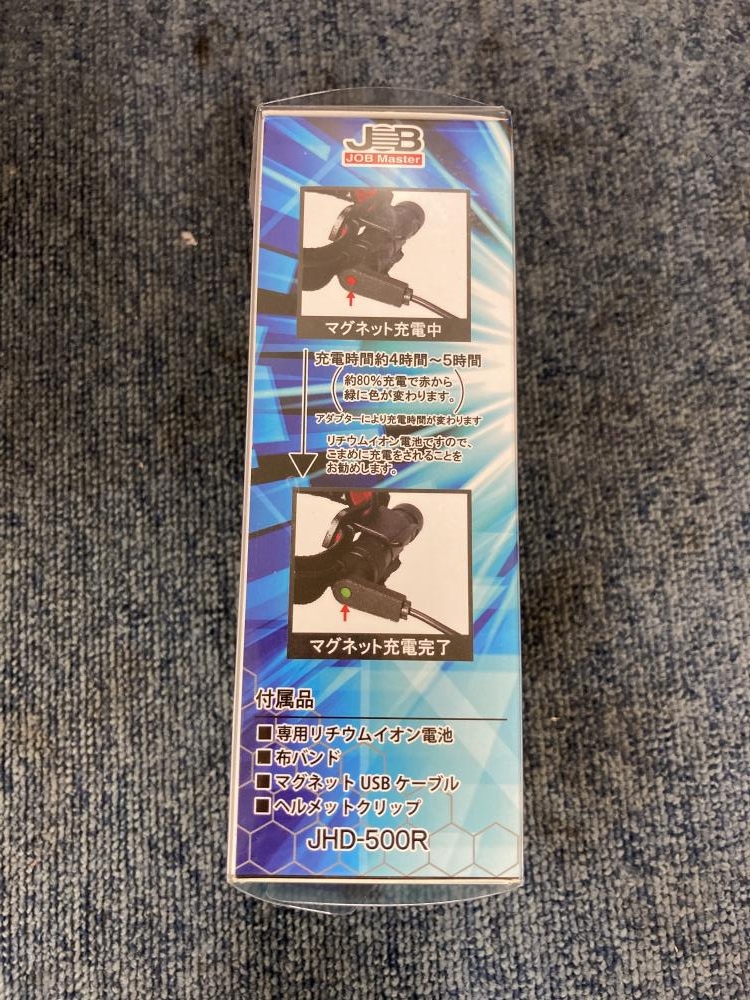 JOB
JOB Master
マグネット充電中
充電時間約4時間〜5時間
約80%充電で赤から
緑に色が変わります。
アダプターにより充電時間が変わります
リチウムイオン電池ですので、
こまめに充電をされることを
お勧めします。
マグネット充電完了
付属品
■専用リチウムイオン電池
■布バンド
■マグネット USB ケーブル
■ヘルメットクリップ
JHD-500R